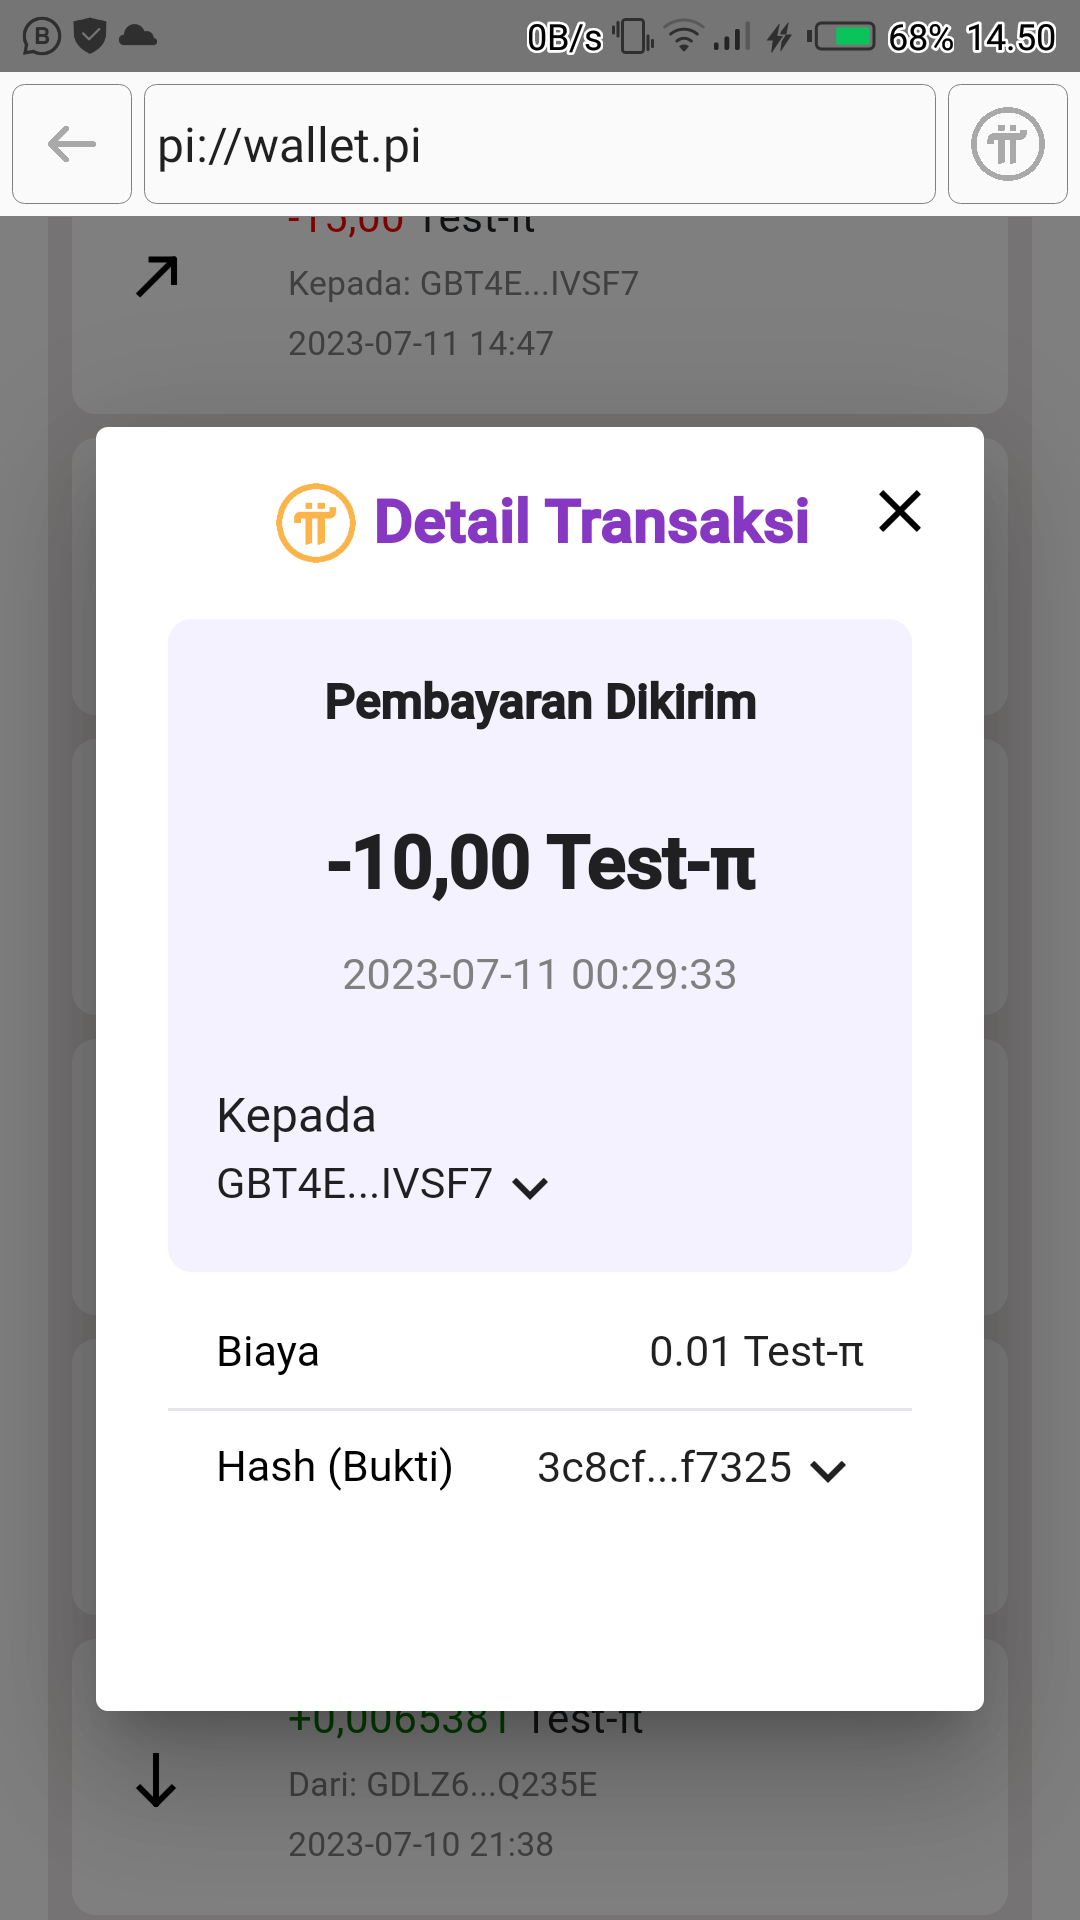 0B/s 68% 14.50
pi://wallet.pi
-15,00 Test-π
Kepada: GBT4E...IVSF7
2023-07-11 14:47
Detail Transaksi
Pembayaran Dikirim
-10,00 Test-π
2023-07-11 00:29:33
Kepada
GBT4E...IVSF7
Biaya 0.01 Test-π
Hash (Bukti) 3c8cf...f7325
+0,0065381 Test-π
Dari: GDLZ6...Q235E
2023-07-10 21:38